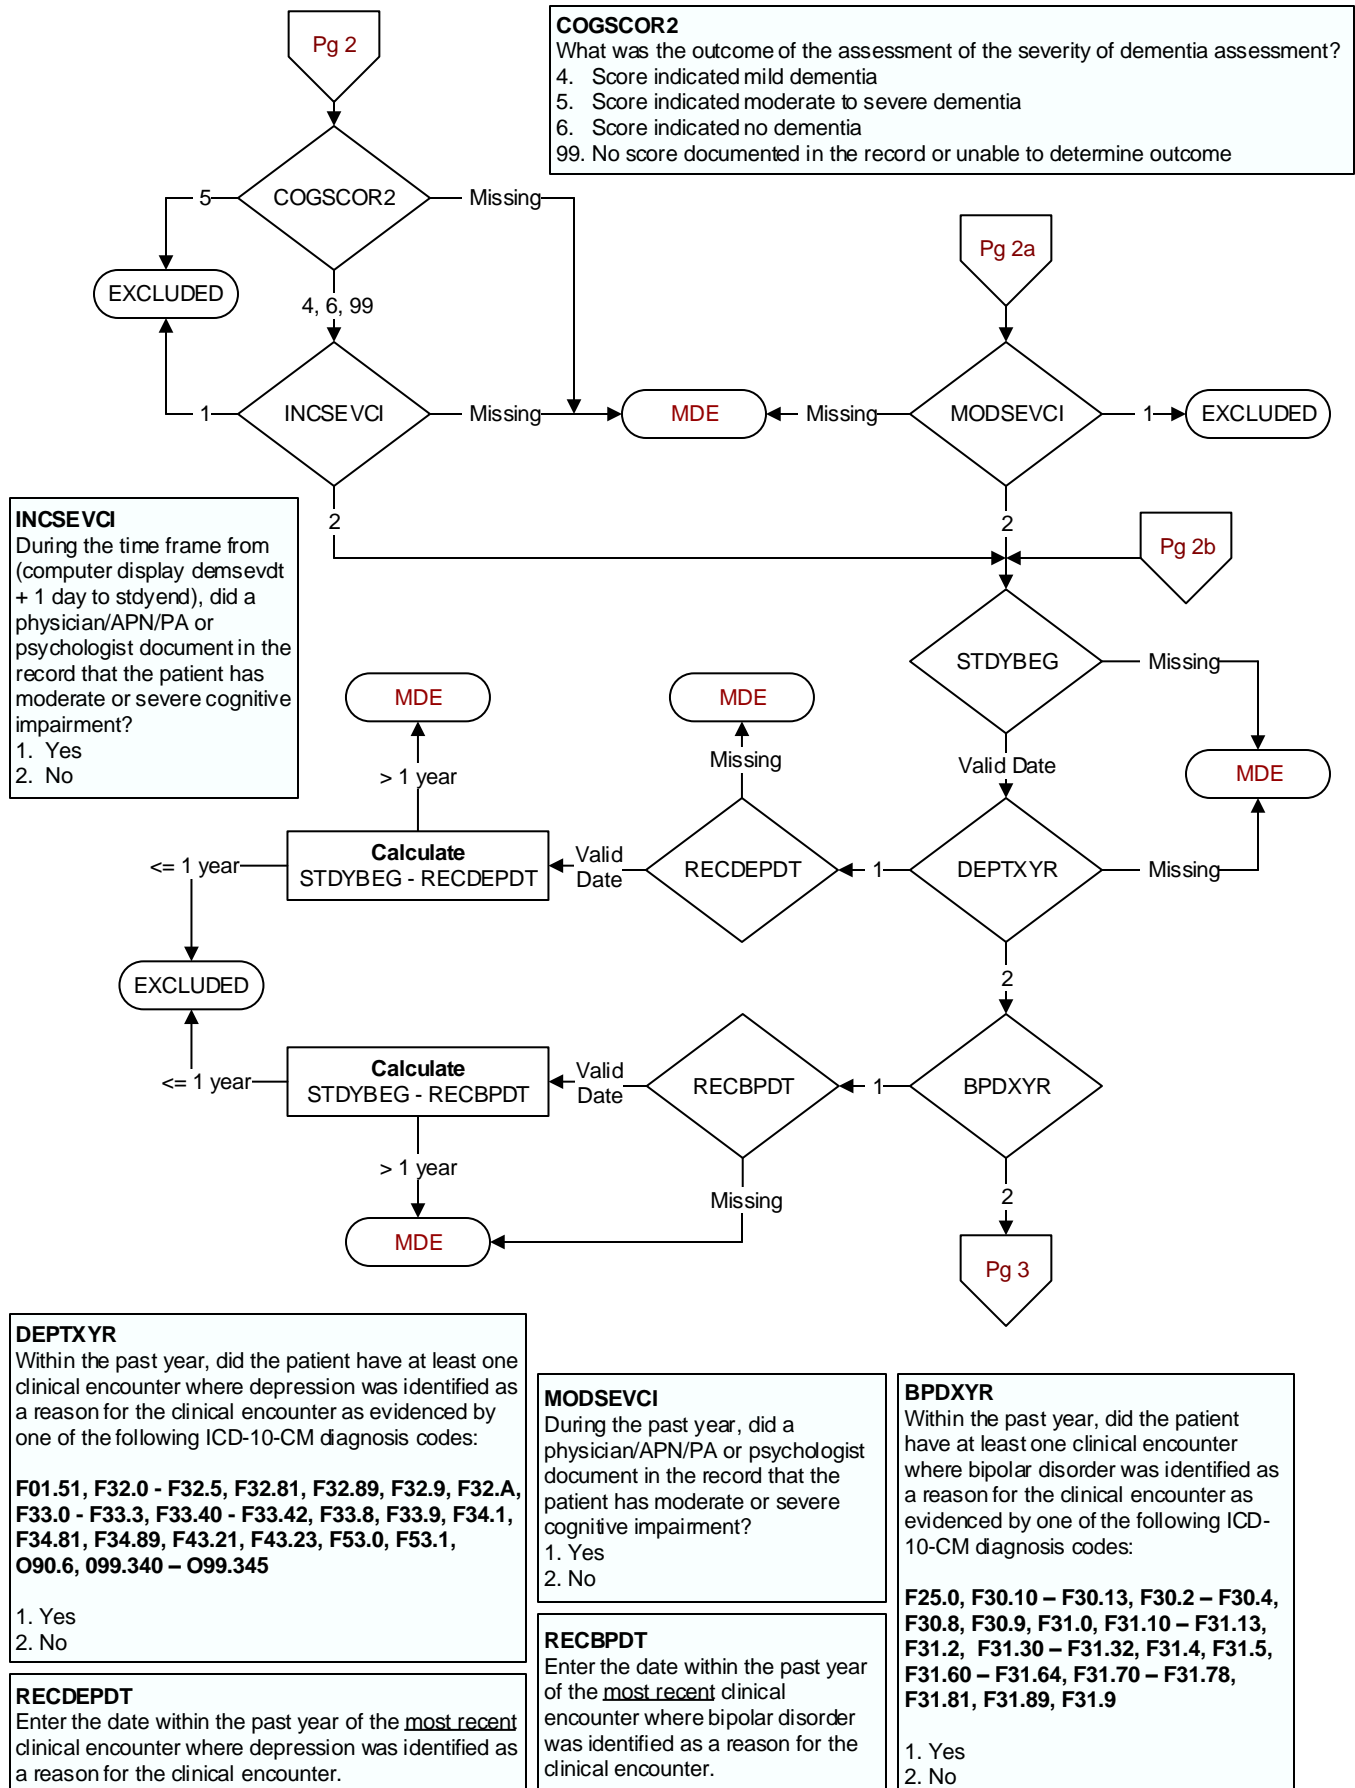 Pg 2
COGSCOR2
What was the outcome of the assessment of the severity of dementia assessment?
4. Score indicated mild dementia
5. Score indicated moderate to severe dementia
6. Score indicated no dementia
99. No score documented in the record or unable to determine outcome
5
COGSCOR2
Missing
Pg 2a
EXCLUDED
4, 6, 99
1
INCSEVCI
Missing
MDE
Missing
MODSEVCI
1
EXCLUDED
2
2
Pg 2b
INCSEVCI
During the time frame from
(computer display demsevdt
+ 1 day to stdyend), did a
physician/APN/PA or
psychologist document in the
record that the patient has
moderate or severe cognitive
impairment?
1. Yes
2. No
STDYBEG
Missing
MDE
MDE
Missing
Valid Date
MDE
> 1 year
<= 1 year
Calculate
STDYBEG - RECDEPDT
Valid
Date
RECDEPDT
1
DEPTXYR
Missing
EXCLUDED
2
<= 1 year
Calculate
STDYBEG - RECBPDT
Valid
Date
RECBPDT
1
BPDXYR
> 1 year
Missing
2
MDE
Pg 3
DEPTXYR
Within the past year, did the patient have at least one
clinical encounter where depression was identified as
a reason for the clinical encounter as evidenced by
one of the following ICD-10-CM diagnosis codes:
F01.51, F32.0 - F32.5, F32.81, F32.89, F32.9, F32.A,
F33.0 - F33.3, F33.40 - F33.42, F33.8, F33.9, F34.1,
F34.81, F34.89, F43.21, F43.23, F53.0, F53.1,
O90.6, 099.340 – O99.345
1. Yes
2. No
RECDEPDT
Enter the date within the past year of the most recent
clinical encounter where depression was identified as
a reason for the clinical encounter.
MODSEVCI
During the past year, did a
physician/APN/PA or psychologist
document in the record that the
patient has moderate or severe
cognitive impairment?
1. Yes
2. No
RECBPDT
Enter the date within the past year
of the most recent clinical
encounter where bipolar disorder
was identified as a reason for the
clinical encounter.
BPDXYR
Within the past year, did the patient
have at least one clinical encounter
where bipolar disorder was identified as
a reason for the clinical encounter as
evidenced by one of the following ICD-
10-CM diagnosis codes:
F25.0, F30.10 – F30.13, F30.2 – F30.4,
F30.8, F30.9, F31.0, F31.10 – F31.13,
F31.2, F31.30 – F31.32, F31.4, F31.5,
F31.60 – F31.64, F31.70 – F31.78,
F31.81, F31.89, F31.9
1. Yes
2. No